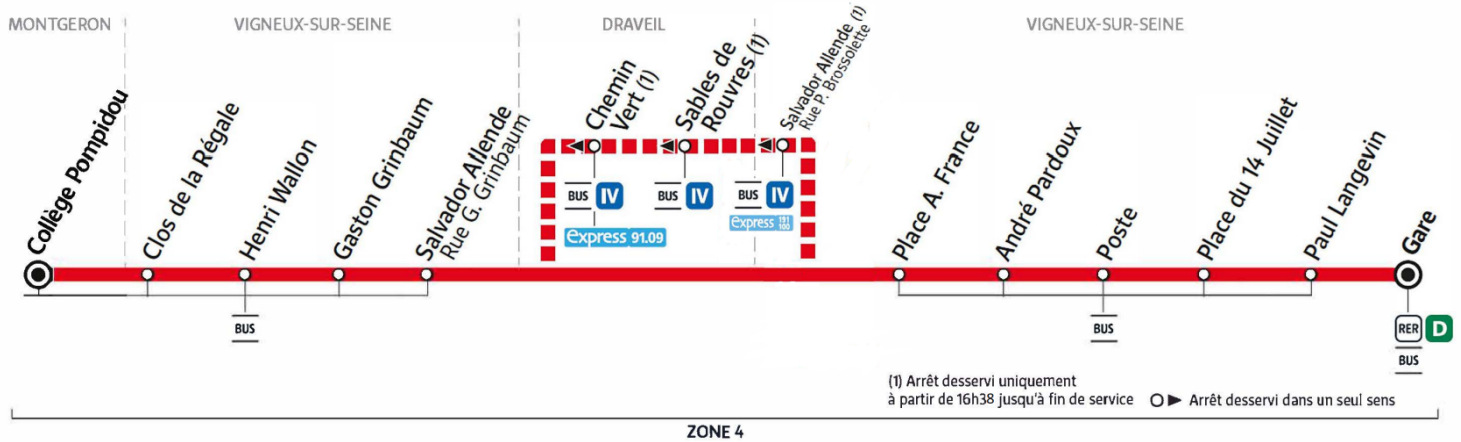 MONTGERON
VIGNEUX-SUR-SEINE
DRAVEIL
VIGNEUX-SUR-SEINE
Collège Pompidou
Clos de la Régale
Henri Wallon
Gaston Grinbaum
Salvador Allende
Rue G. Grinbaum
Chemin
Vert (1)
Sables de
Rouvres (1)
Salvador Allende (1)
Rue P. Brossolette
Place A. France
André Pardoux
Poste
Place du 14 Juillet
Paul Langevin
Gare
BUS IV
BUS IV
BUS IV
express 91.09
express 191 100
BUS
BUS
RER D
BUS
(1) Arrêt desservi uniquement
à partir de 16h38 jusqu'à fin de service
Arrêt desservi dans un seul sens
ZONE 4